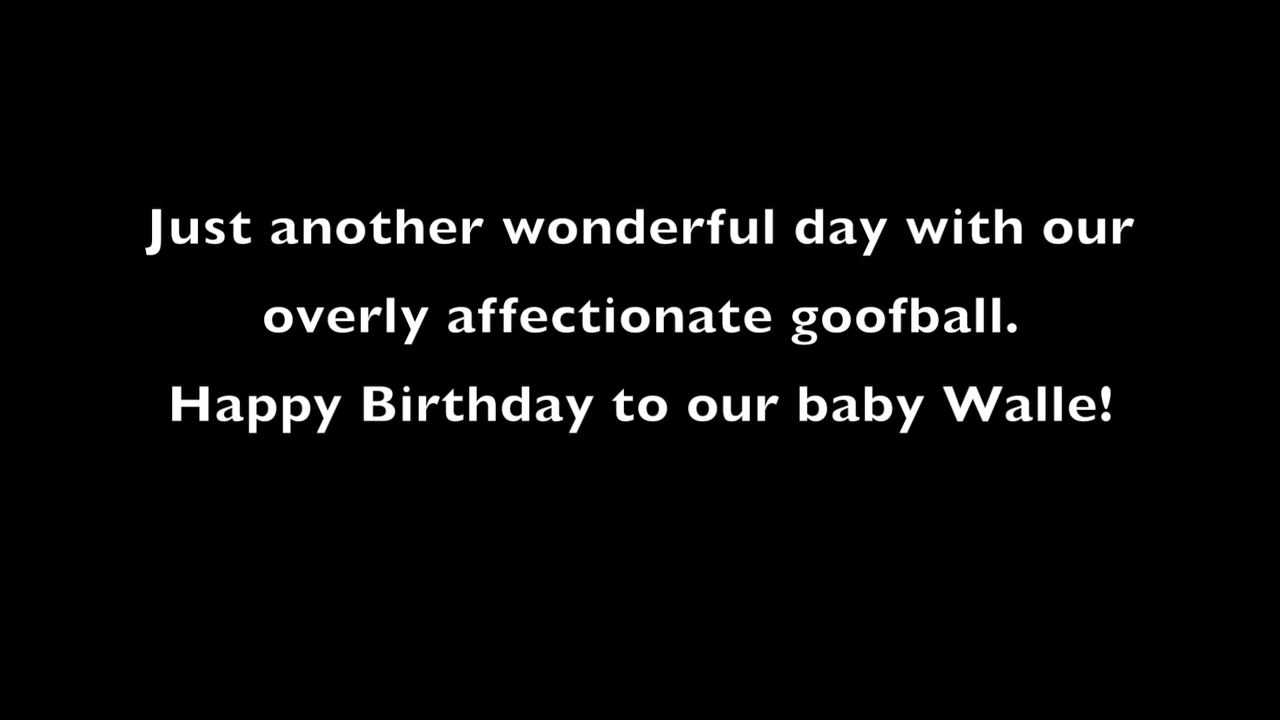 Just another wonderful day with our
overly affectionate goofball.
Happy Birthday to our baby Walle!